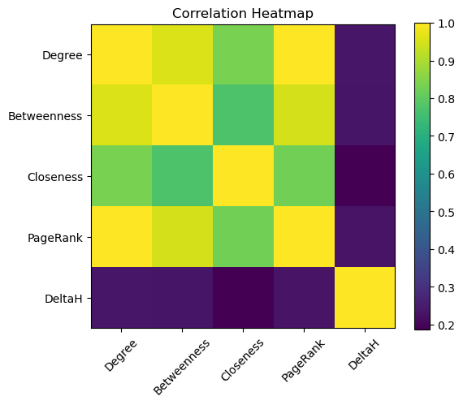 Correlation Heatmap
Degree
Betweenness
Closeness
PageRank
DeltaH
Degree
Betweenness
Closeness
PageRank
DeltaH
1.0
0.9
0.8
0.7
0.6
0.5
0.4
0.3
0.2